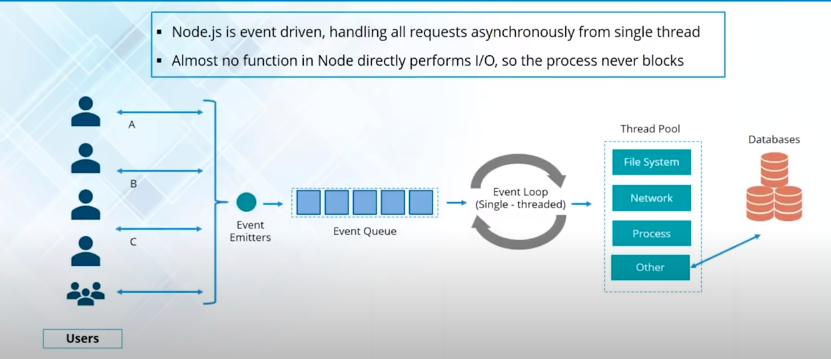 ▪ Node.js is event driven, handling all requests asynchronously from single thread
▪ Almost no function in Node directly performs I/O, so the process never blocks
A
B
C
Users
Event
Emitters
Event Queue
Event Loop
(Single - threaded)
Thread Pool
File System
Network
Process
Other
Databases